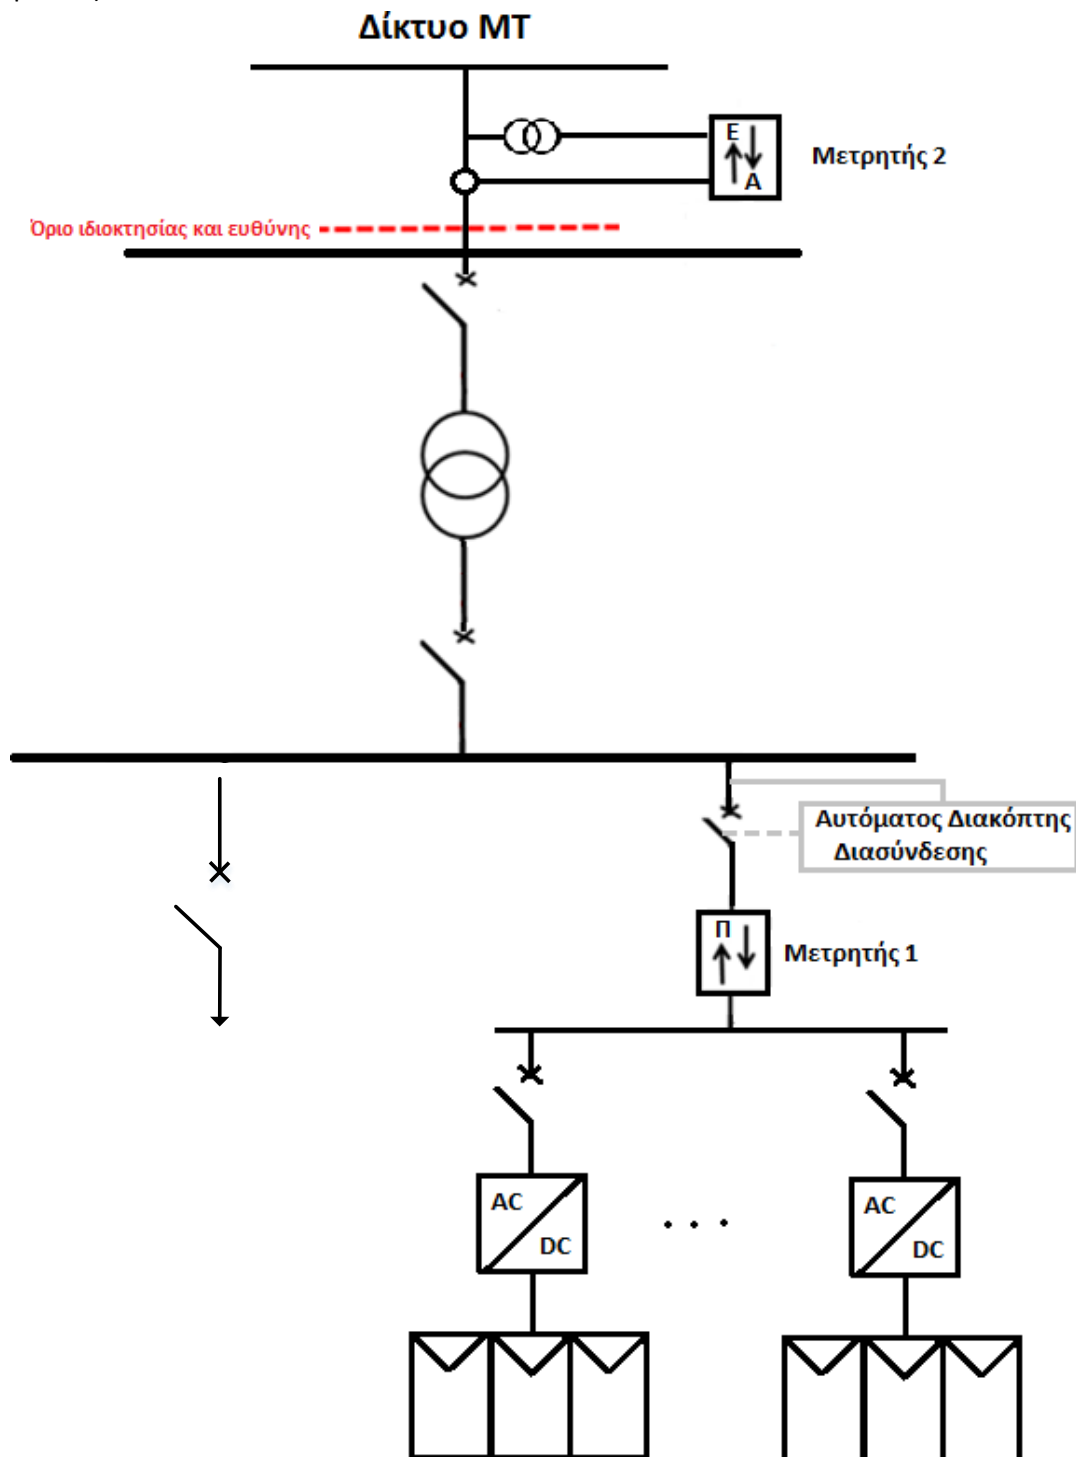 Δίκτυο ΜΤ
Ε
Α
Μετρητής 2
Όριο ιδιοκτησίας και ευθύνης
Αυτόματος Διακόπτης
Διασύνδεσης
Π
Μετρητής 1
AC
DC
. . .
AC
DC